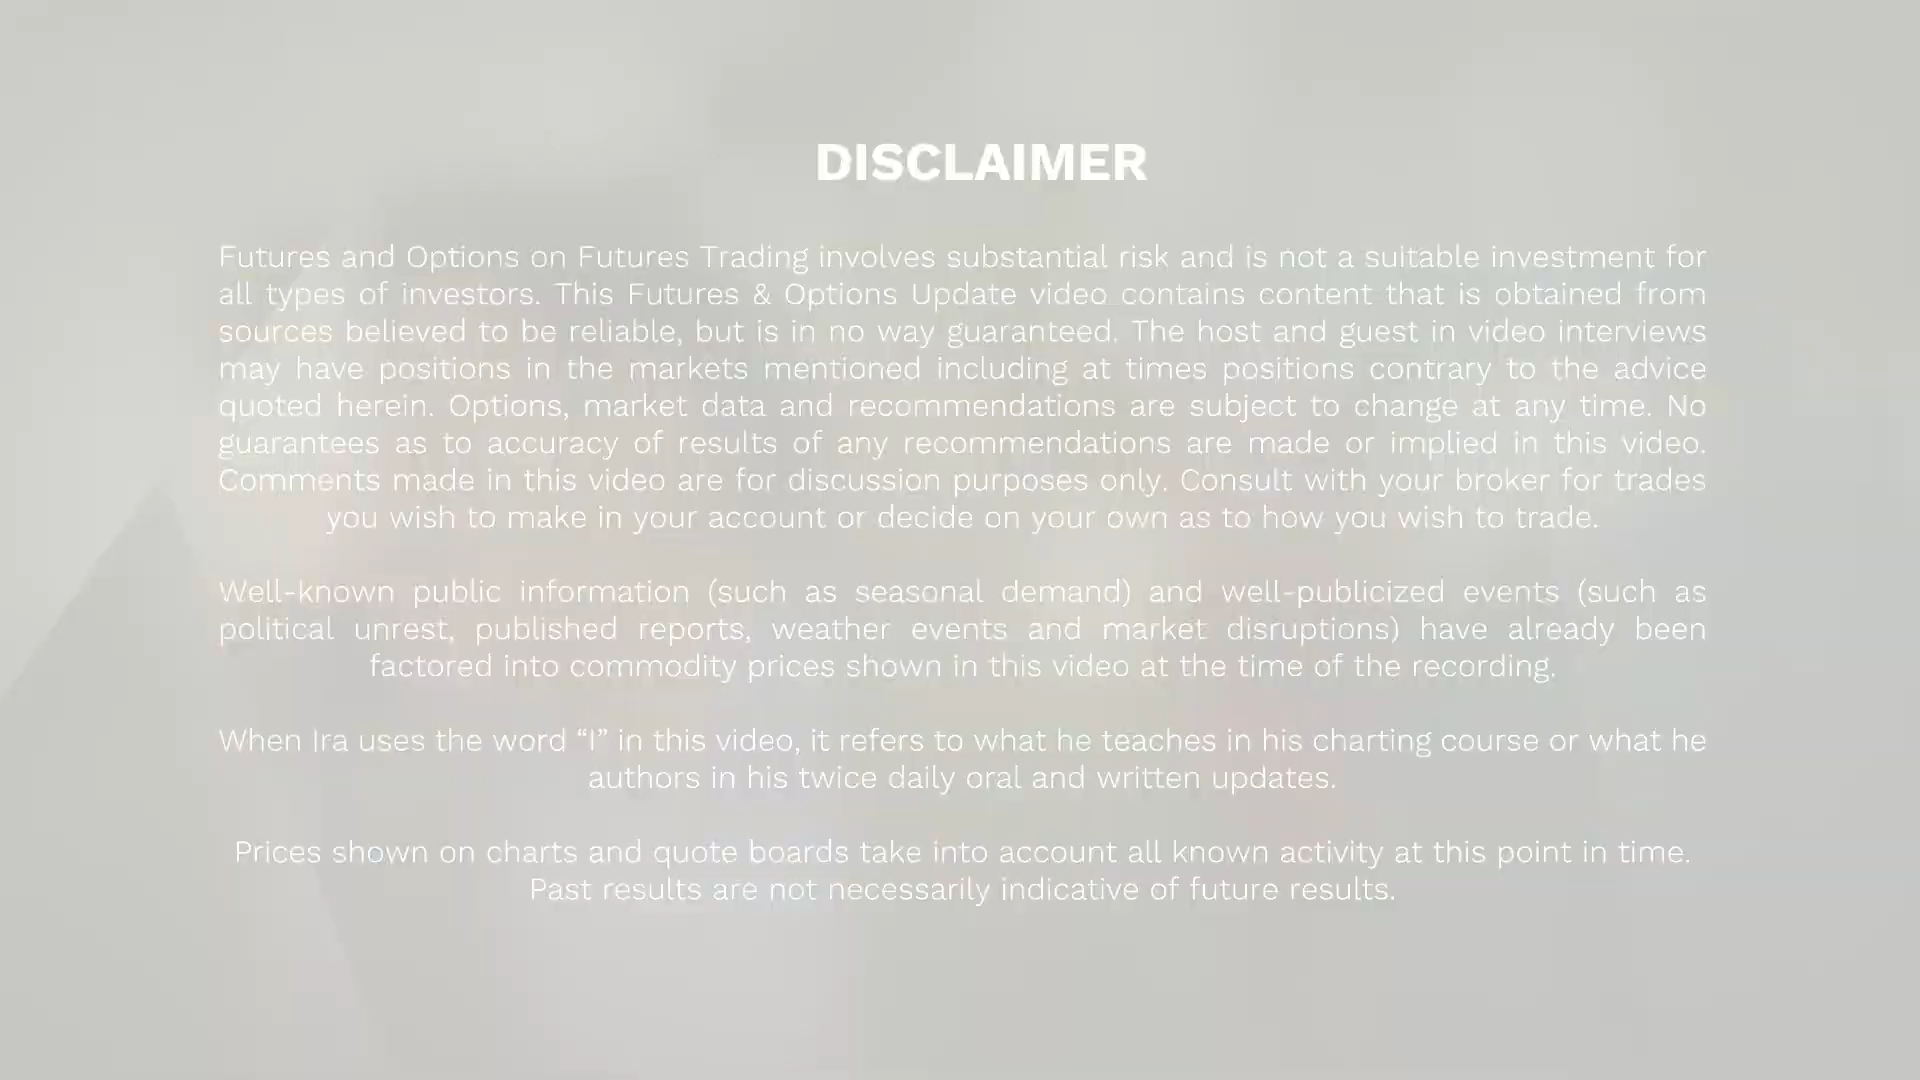 DISCLAIMER
Futures and Options on Futures Trading involves substantial risk and is not a suitable investment for
all types of investors. This Futures & Options Update video contains content that is obtained from
sources believed to be reliable, but is in no way guaranteed. The host and guest in video interviews
may have positions in the markets mentioned including at times positions contrary to the advice
quoted herein. Options, market data and recommendations are subject to change at any time. No
guarantees as to accuracy of results of any recommendations are made or implied in this video.
Comments made in this video are for discussion purposes only. Consult with your broker for trades
you wish to make in your account or decide on your own as to how you wish to trade.
Well-known public information (such as seasonal demand) and well-publicized events (such as
political unrest, published reports, weather events and market disruptions) have already been
factored into commodity prices shown in this video at the time of the recording.
When Ira uses the word “I” in this video, it refers to what he teaches in his charting course or what he
authors in his twice daily oral and written updates.
Prices shown on charts and quote boards take into account all known activity at this point in time.
Past results are not necessarily indicative of future results.